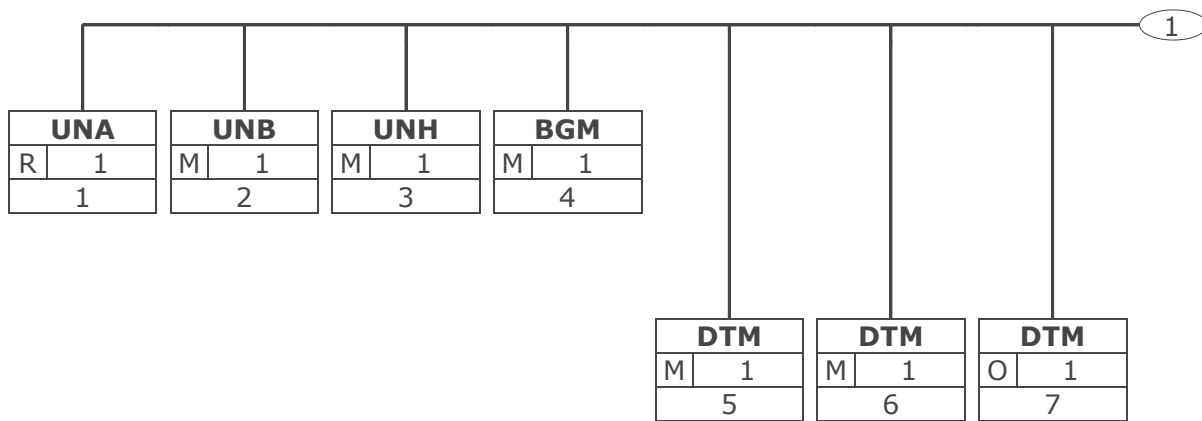 1
UNA UNB UNH BGM
R 1 M 1 M 1 M 1
1 2 3 4
DTM DTM DTM
M 1 M 1 O 1
5 6 7